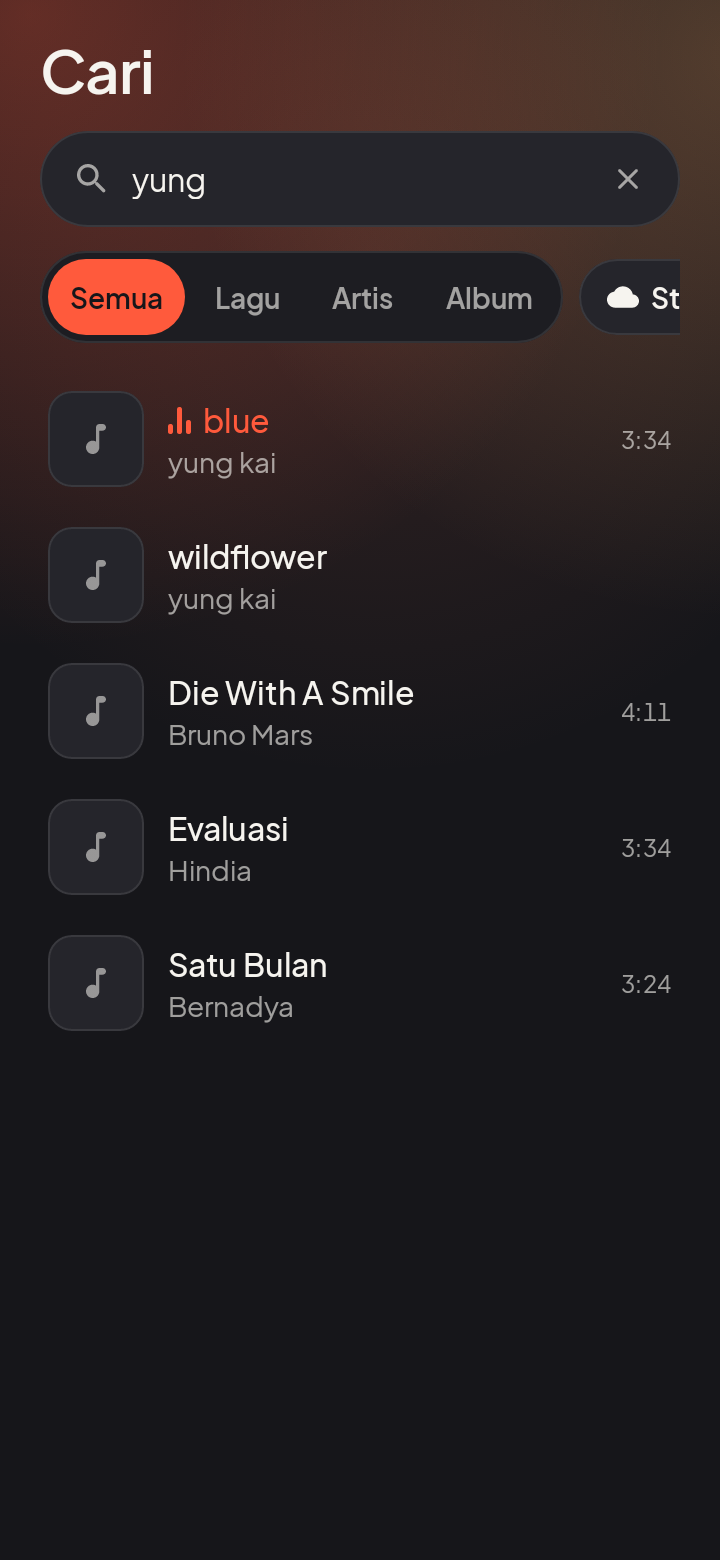 Cari
yung
Semua Lagu Artis Album St
blue 3:34
yung kai
wildflower
yung kai
Die With A Smile 4:11
Bruno Mars
Evaluasi 3:34
Hindia
Satu Bulan 3:24
Bernadya